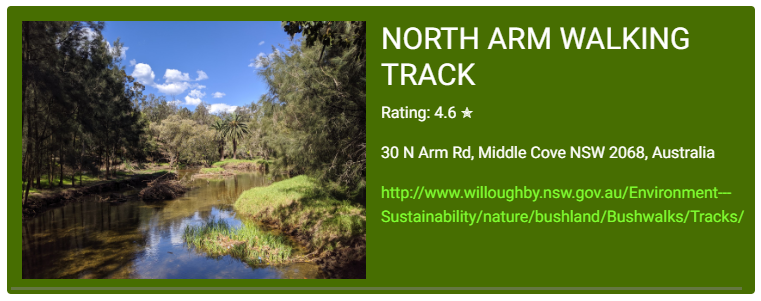 NORTH ARM WALKING
TRACK
Rating: 4.6 ★
30 N Arm Rd, Middle Cove NSW 2068, Australia
http://www.willoughby.nsw.gov.au/Environment---
Sustainability/nature/bushland/Bushwalks/Tracks/